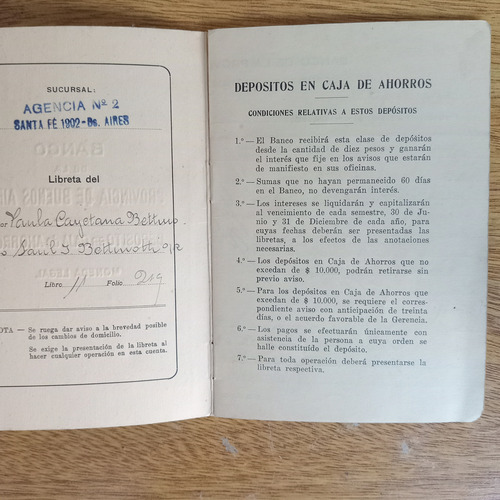 SUCURSAL:
AGENCIA Nº 2
SANTA FÉ 1902-Bs. AIRES
Libreta del
or Paula Cayetana
Saul S.
Libro 11 Folio 219
OTA — Se ruega dar aviso a la brevedad posible
de los cambios de domicilio.
Se exige la presentación de la libreta al
hacer cualquier operación en esta cuenta.
DEPOSITOS EN CAJA DE AHORROS
CONDICIONES RELATIVAS A ESTOS DEPÓSITOS
1.º — El Banco recibirá esta clase de depósitos
desde la cantidad de diez pesos y ganarán
el interés que fije en los avisos que estarán
de manifiesto en sus oficinas.
2.º — Sumas que no hayan permanecido 60 días
en el Banco, no devengarán interés.
3.º — Los intereses se liquidarán y capitalizarán
al vencimiento de cada semestre, 30 de Ju-
nio y 31 de Diciembre de cada año, para
cuyas fechas deberán ser presentadas las
libretas, a los efectos de las anotaciones
necesarias.
4.º — Los depósitos en Caja de Ahorros que no
excedan de $ 10,000, podrán retirarse sin
previo aviso.
5.º — Para los depósitos en Caja de Ahorros que
excedan de $ 10,000, se requiere el corres-
pondiente aviso con anticipación de treinta
días, o el acuerdo favorable de la Gerencia.
6.º — Los pagos se efectuarán únicamente con
asistencia de la persona a cuya orden se
halle constituído el depósito.
7.º — Para toda operación deberá presentarse la
libreta respectiva.